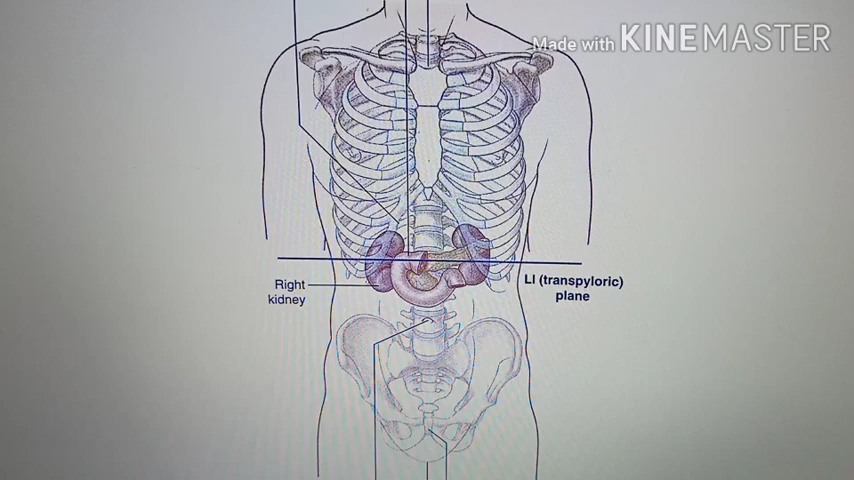 Made with KINEMASTER
Right
kidney
LI (transpyloric)
plane